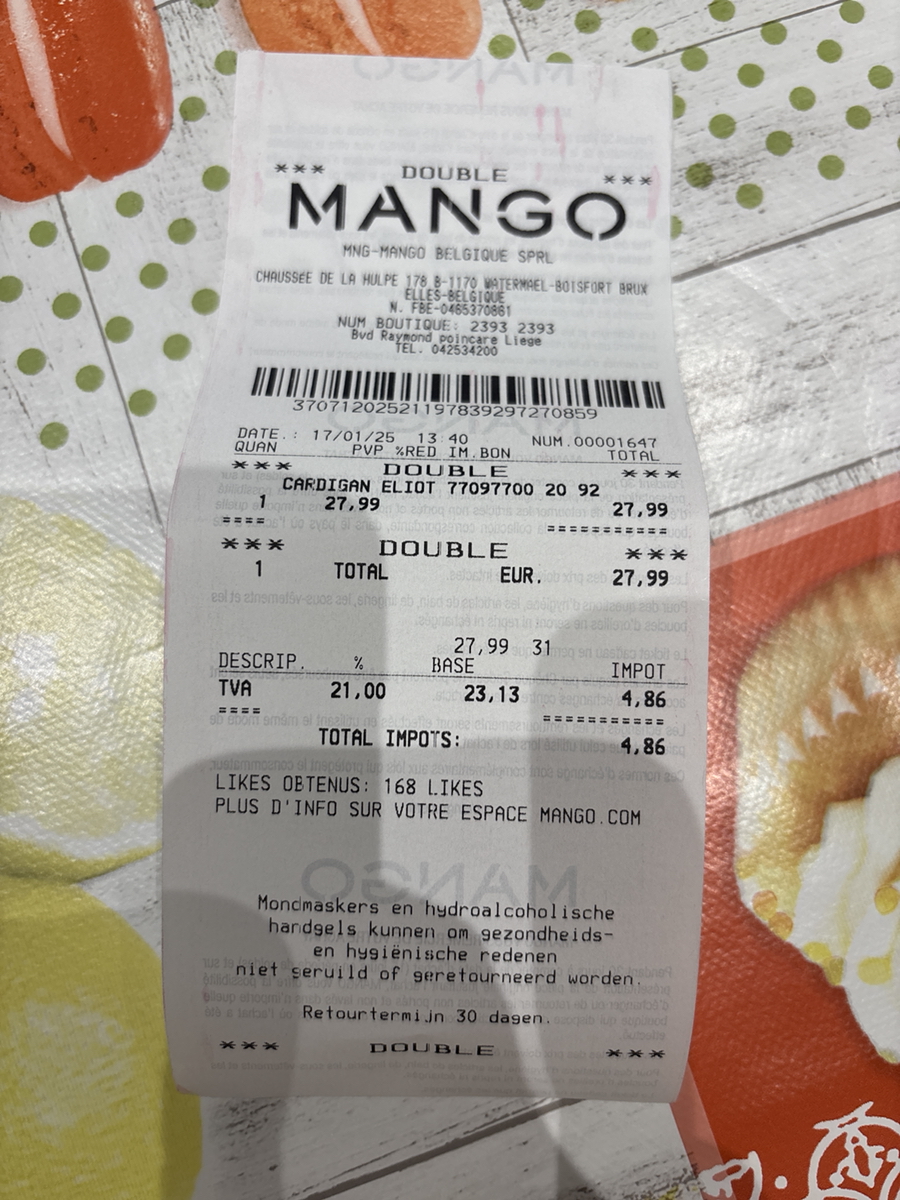 *** DOUBLE ***
MANGO
MNG-MANGO BELGIQUE SPRL
CHAUSSéE DE LA HULPE 178 B-1170 WATERMAEL-BOISFORT BRUX
ELLES-BELGIQUE
N. FBE-0465370861
NUM BOUTIQUE: 2393 2393
Bvd Raymond poincare Liege
TEL. 042534200
37071202521197839297270859
DATE.: 17/01/25 13:40 NUM.00001647
QUAN PVP %RED IM.BON TOTAL
*** DOUBLE ***
CARDIGAN ELIOT 77097700 20 92
1 27,99 27,99
==== ===========
*** DOUBLE ***
1 TOTAL EUR. 27,99
27,99 31
DESCRIP. % BASE IMPOT
TVA 21,00 23,13 4,86
==== ===========
TOTAL IMPOTS: 4,86
LIKES OBTENUS: 168 LIKES
PLUS D'INFO SUR VOTRE ESPACE MANGO.COM
Mondmaskers en hydroalcoholische
handgels kunnen om gezondheids-
en hygiënische redenen
niet geruild of geretourneerd worden.
Retourtermijn 30 dagen.
*** DOUBLE ***